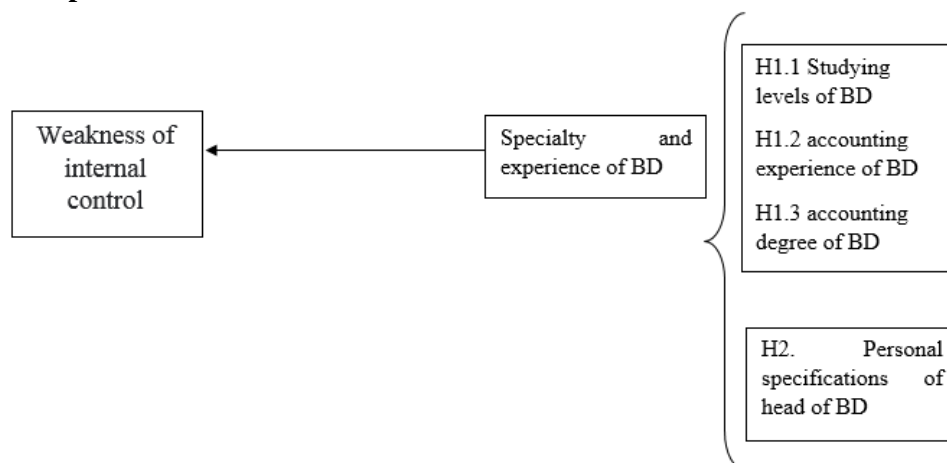 Weakness of
internal
control
Specialty and
experience of BD
H1.1 Studying
levels of BD
H1.2 accounting
experience of BD
H1.3 accounting
degree of BD
H2. Personal
specifications of
head of BD